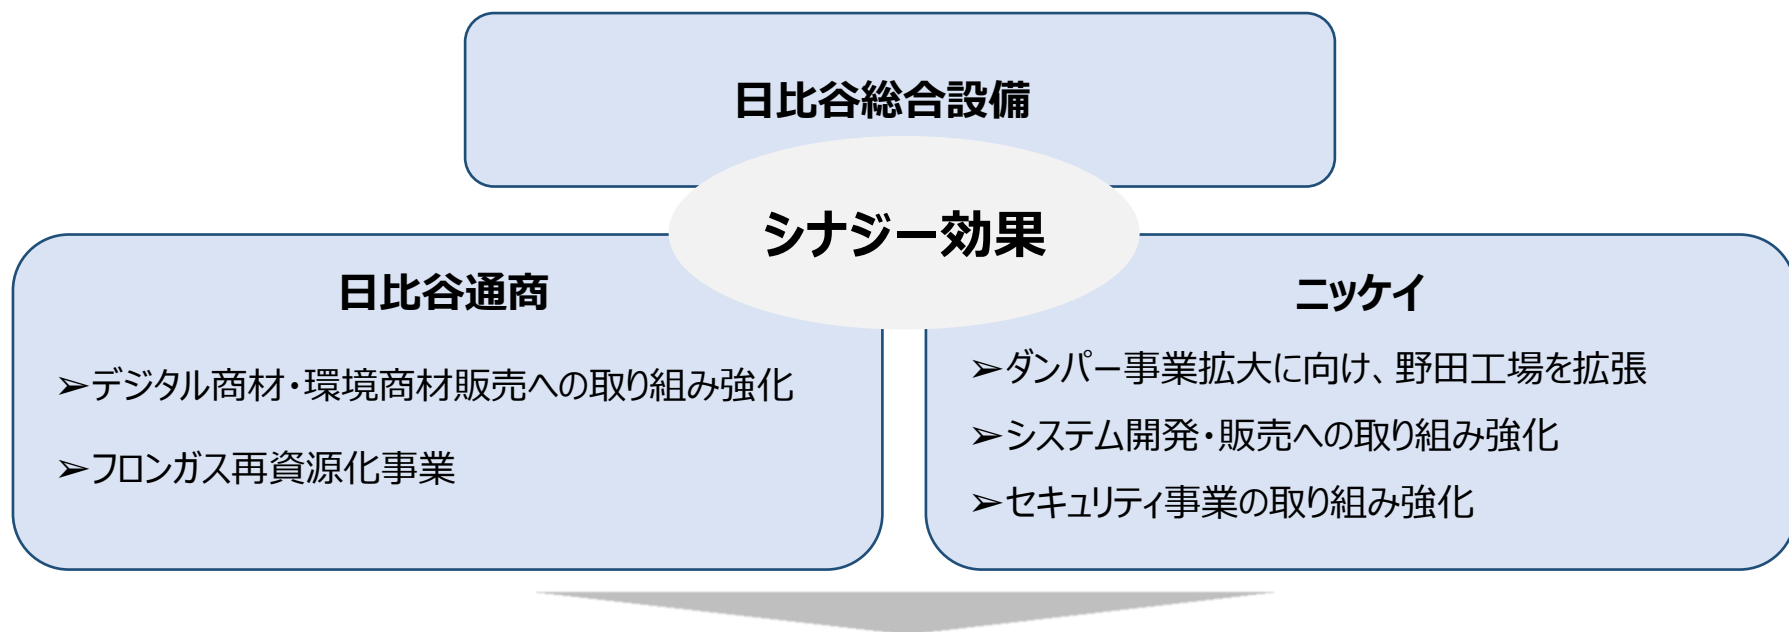 日比谷総合設備
シナジー効果
日比谷通商
➢デジタル商材・環境商材販売への取り組み強化
➢フロンガス再資源化事業
ニッケイ
➢ダンパー事業拡大に向け、野田工場を拡張
➢システム開発・販売への取り組み強化
➢セキュリティ事業の取り組み強化